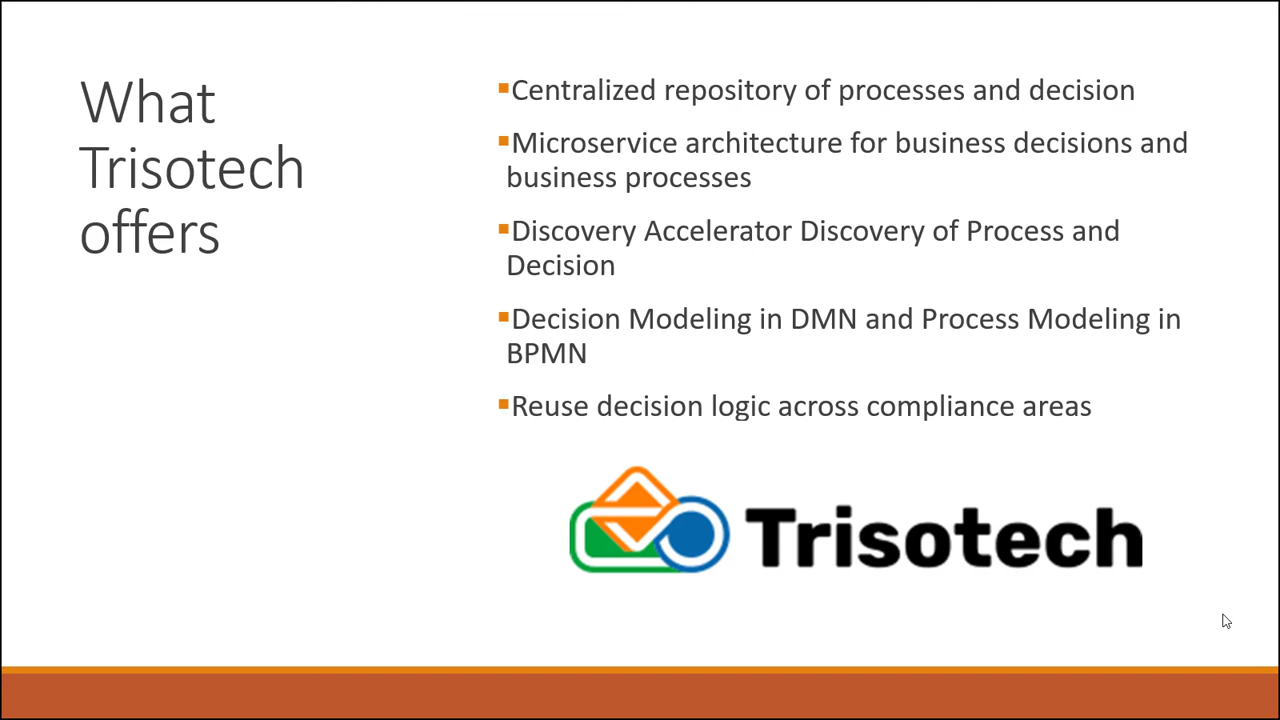 What
Trisotech
offers
Centralized repository of processes and decision
Microservice architecture for business decisions and
business processes
Discovery Accelerator Discovery of Process and
Decision
Decision Modeling in DMN and Process Modeling in
BPMN
Reuse decision logic across compliance areas
Trisotech